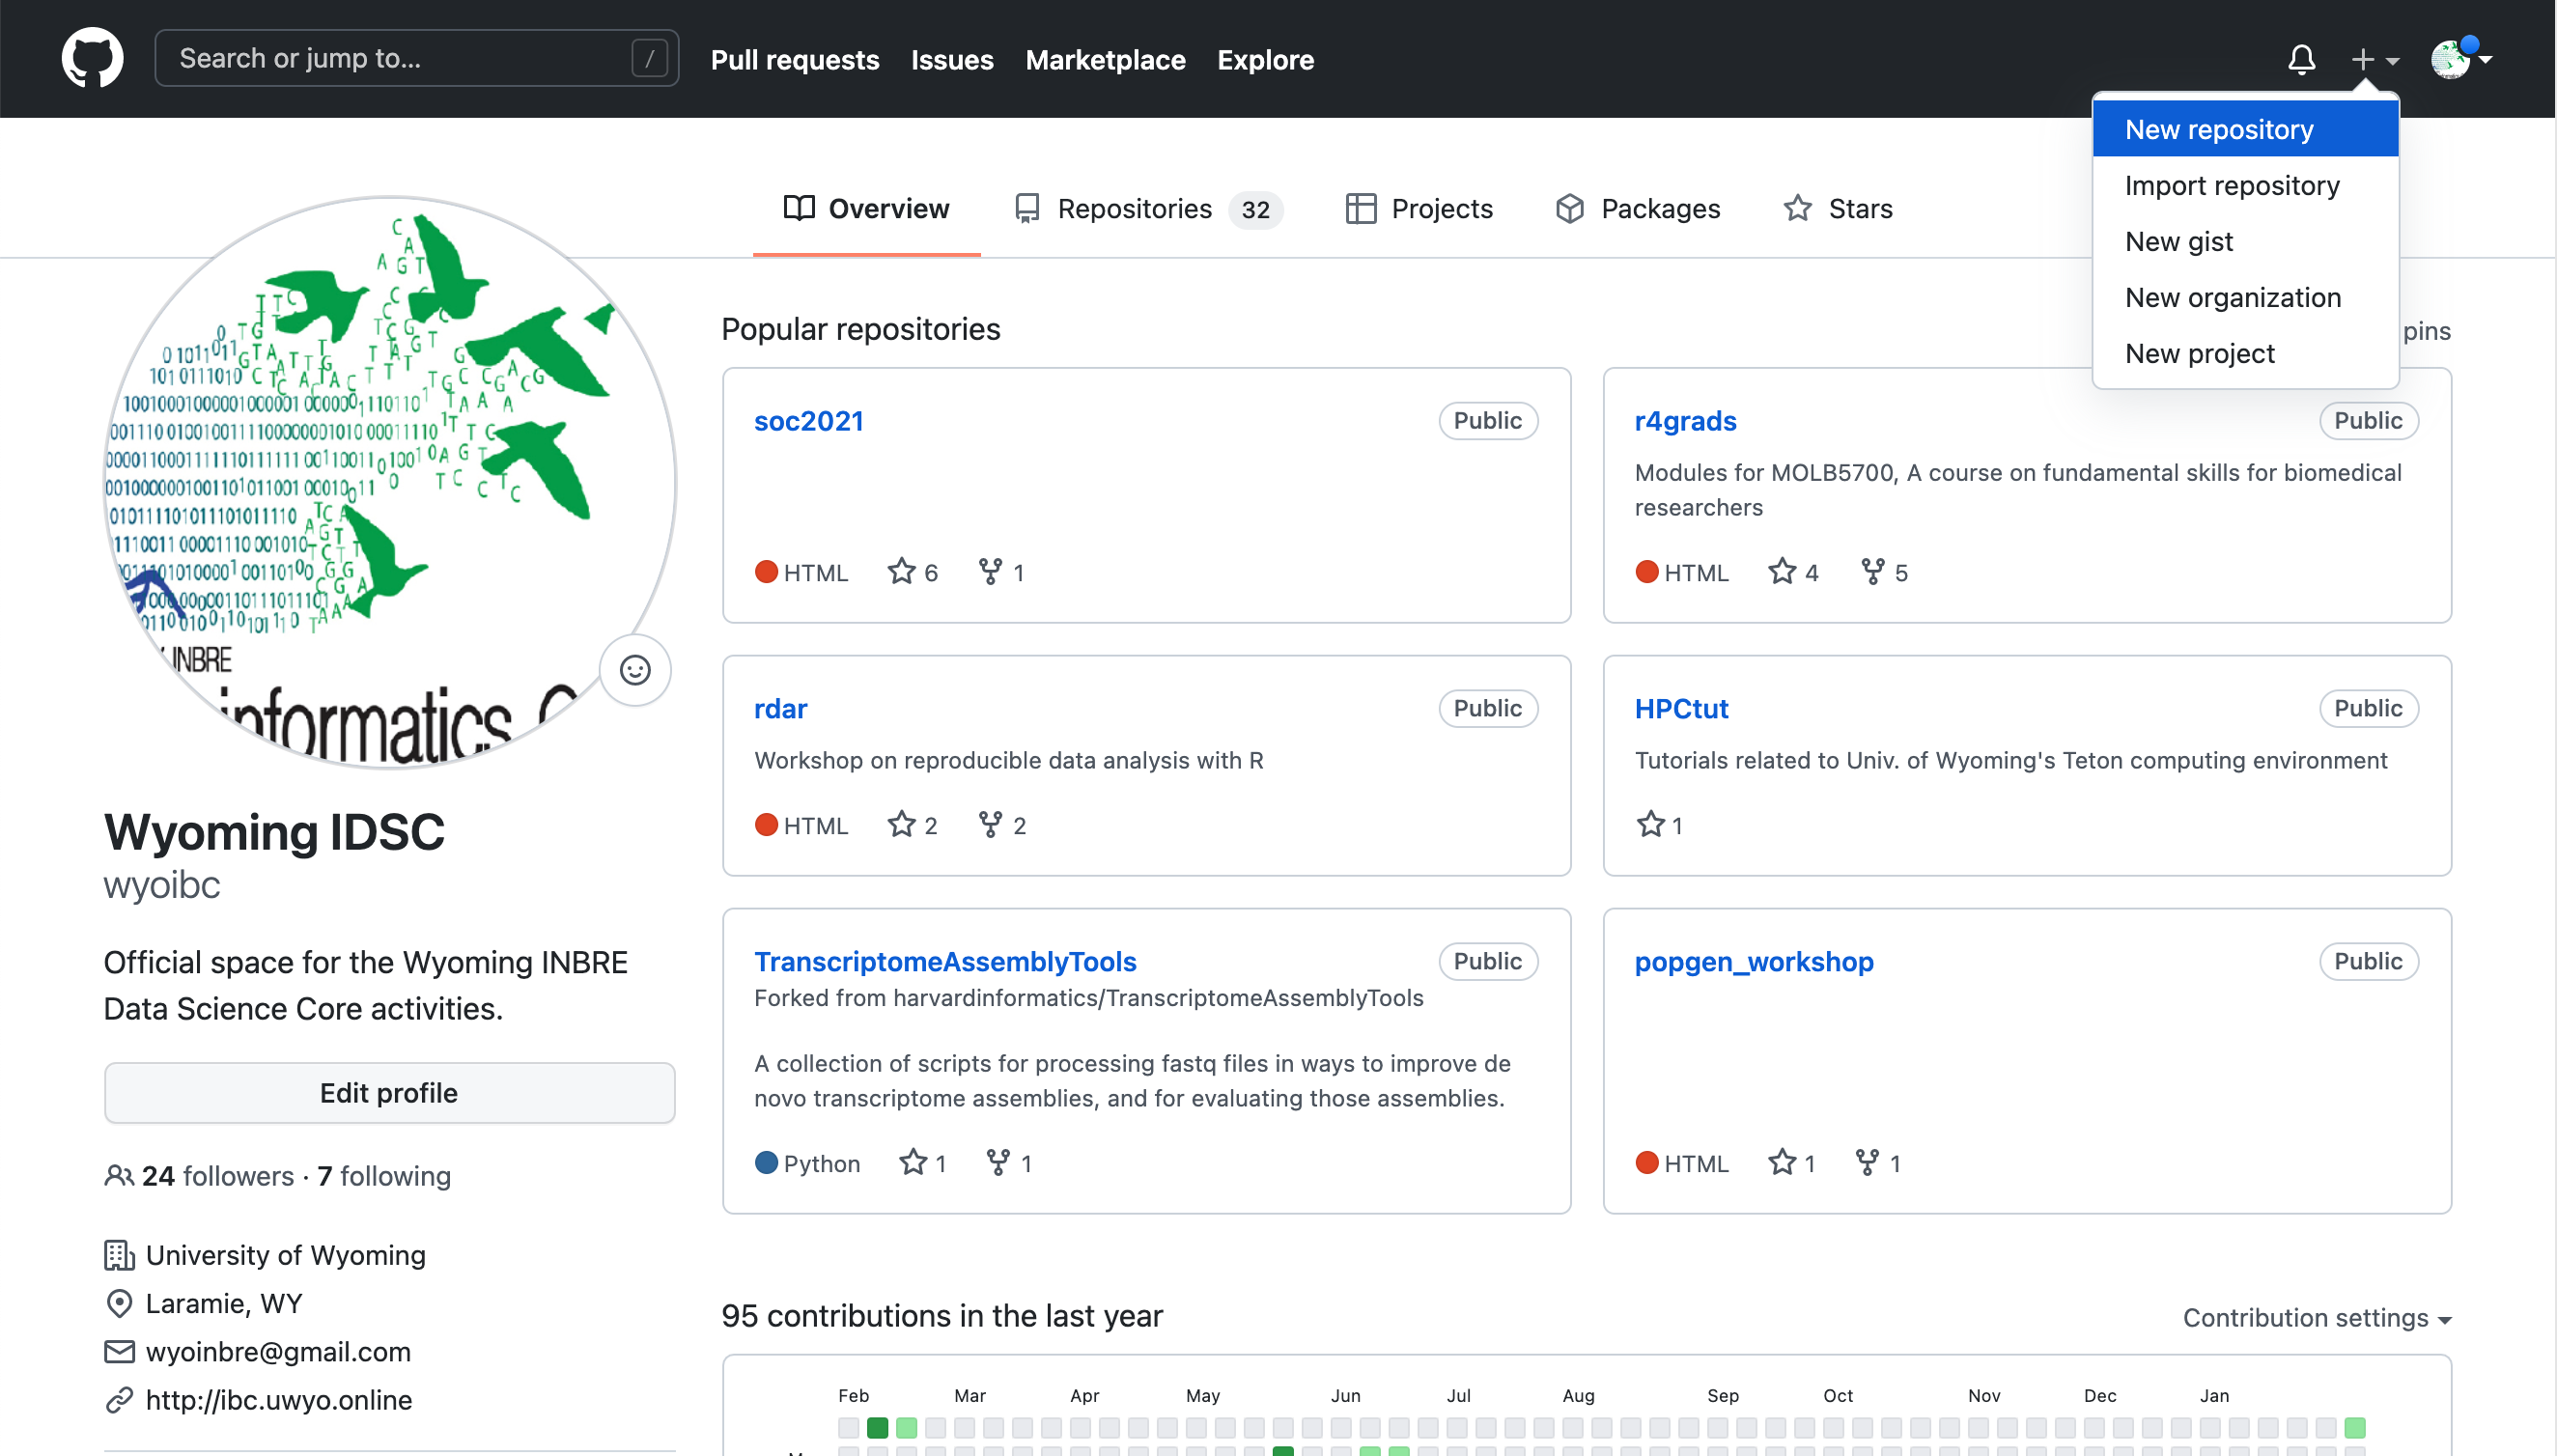 Search or jump to...
/
Pull requests
Issues
Marketplace
Explore
New repository
Import repository
New gist
New organization
New project
Overview
Repositories 32
Projects
Packages
Stars
INBRE
informatics
Wyoming IDSC
wyoibc
Official space for the Wyoming INBRE
Data Science Core activities.
Edit profile
24 followers · 7 following
University of Wyoming
Laramie, WY
wyoinbre@gmail.com
http://ibc.uwyo.online
Popular repositories
pins
soc2021
Public
HTML 6 1
r4grads
Public
Modules for MOLB5700, A course on fundamental skills for biomedical
researchers
HTML 4 5
rdar
Public
Workshop on reproducible data analysis with R
HTML 2 2
HPCtut
Public
Tutorials related to Univ. of Wyoming's Teton computing environment
1
TranscriptomeAssemblyTools
Public
Forked from harvardinformatics/TranscriptomeAssemblyTools
A collection of scripts for processing fastq files in ways to improve de
novo transcriptome assemblies, and for evaluating those assemblies.
Python 1 1
popgen_workshop
Public
HTML 1 1
95 contributions in the last year
Contribution settings
Feb Mar Apr May Jun Jul Aug Sep Oct Nov Dec Jan